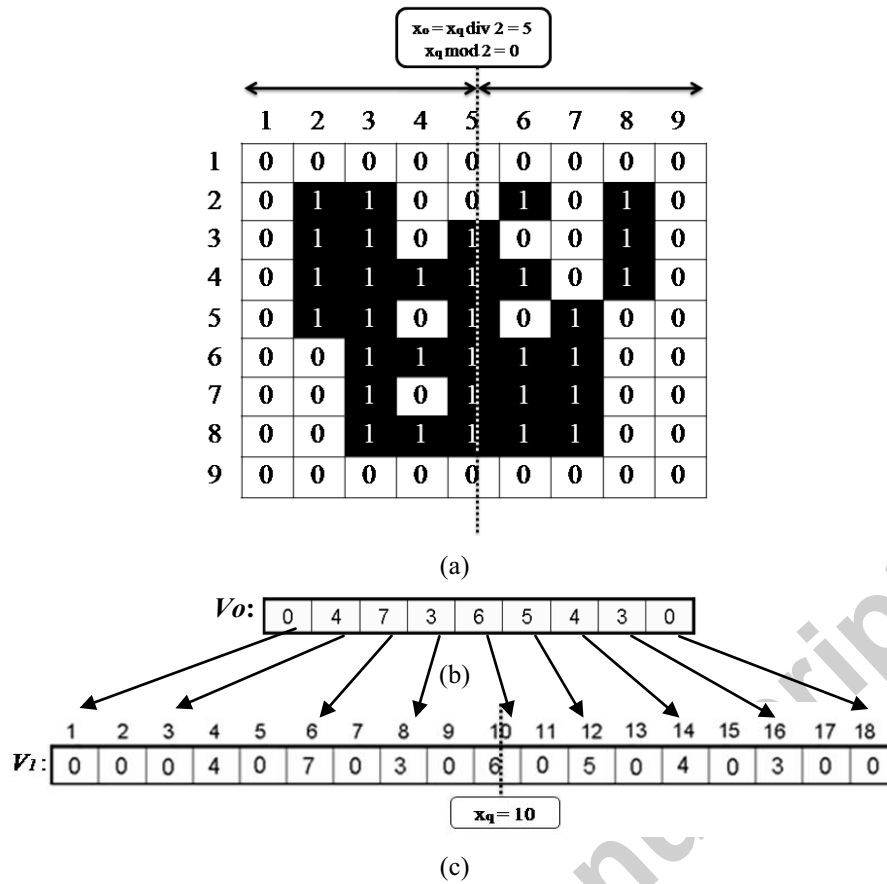 xₒ = x_q div 2 = 5
x_q mod 2 = 0
1 2 3 4 5 6 7 8 9
1 0 0 0 0 0 0 0 0 0
2 0 1 1 0 0 1 0 1 0
3 0 1 1 0 1 0 0 1 0
4 0 1 1 1 1 1 0 1 0
5 0 1 1 0 1 0 1 0 0
6 0 0 1 1 1 1 1 0 0
7 0 0 1 0 1 1 1 0 0
8 0 0 1 1 1 1 1 0 0
9 0 0 0 0 0 0 0 0 0
(a)
Vo: 0 4 7 3 6 5 4 3 0
(b)
1 2 3 4 5 6 7 8 9 10 11 12 13 14 15 16 17 18
V1: 0 0 0 4 0 7 0 3 0 6 0 5 0 4 0 3 0 0
x_q = 10
(c)